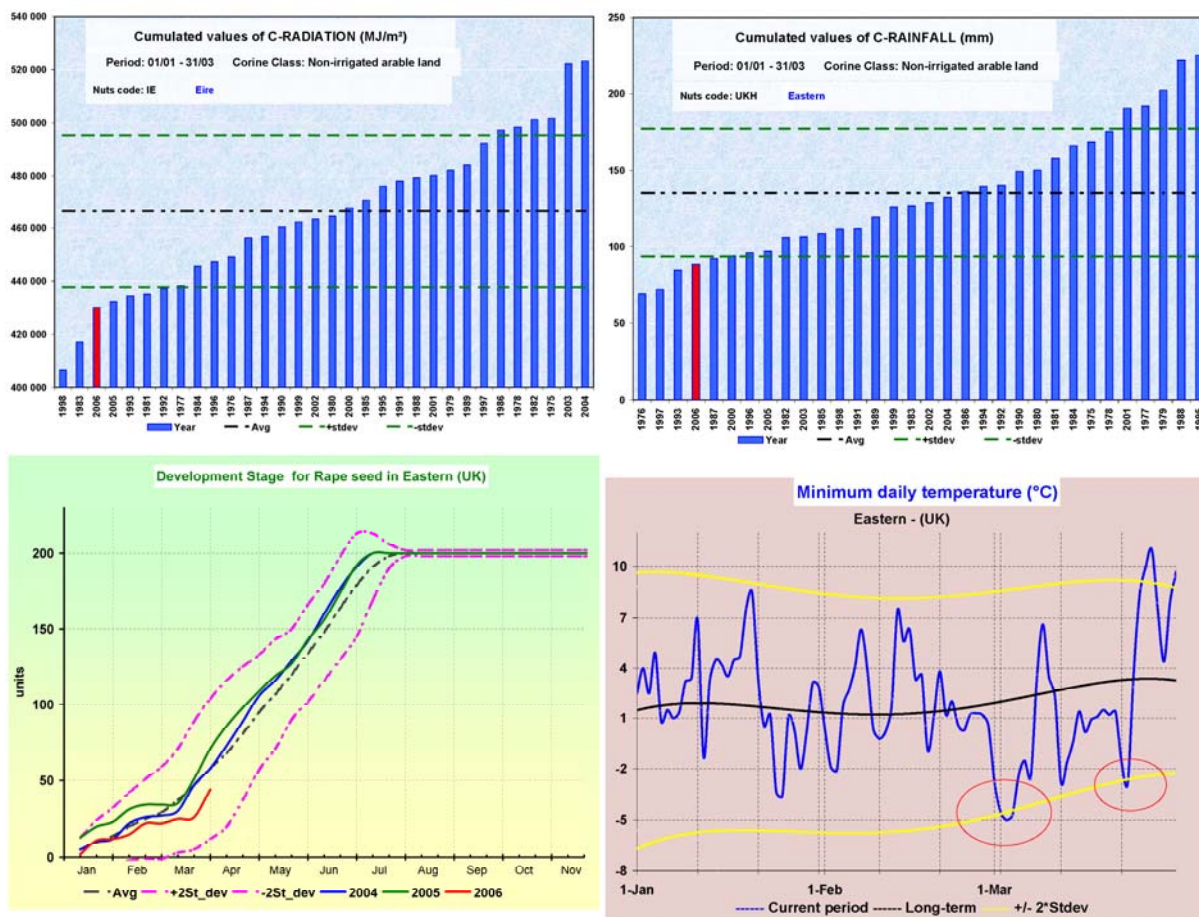 540 000
520 000
500 000
480 000
460 000
440 000
420 000
400 000
Cumulated values of C-RADIATION (MJ/m²)
Period: 01/01 - 31/03 Corine Class: Non-irrigated arable land
Nuts code: IE Eire
1998 1983 2006 2005 1993 1981 1992 1977 1984 1996 1976 1987 1994 1990 1999 2002 1980 2000 1985 1995 1991 1988 2001 1979 1989 1997 1986 1978 1982 1975 2003 2004
Year Avg +stdev -stdev
250
200
150
100
50
0
Cumulated values of C-RAINFALL (mm)
Period: 01/01 - 31/03 Corine Class: Non-irrigated arable land
Nuts code: UKH Eastern
1976 1997 1993 2006 1987 2000 1996 2005 1982 2003 1985 1998 1991 1989 1999 1983 2002 2004 1986 1994 1992 1990 1980 1981 1984 1975 1978 2001 1977 1979 1988
Year Avg +stdev -stdev
Development Stage for Rape seed in Eastern (UK)
units
200
150
100
50
0
Jan Feb Mar Apr May Jun Jul Aug Sep Oct Nov
Avg +2St_dev -2St_dev 2004 2005 2006
Minimum daily temperature (°C)
Eastern - (UK)
10
7
4
1
-2
-5
-8
1-Jan 1-Feb 1-Mar
Current period Long-term +/- 2*Stdev